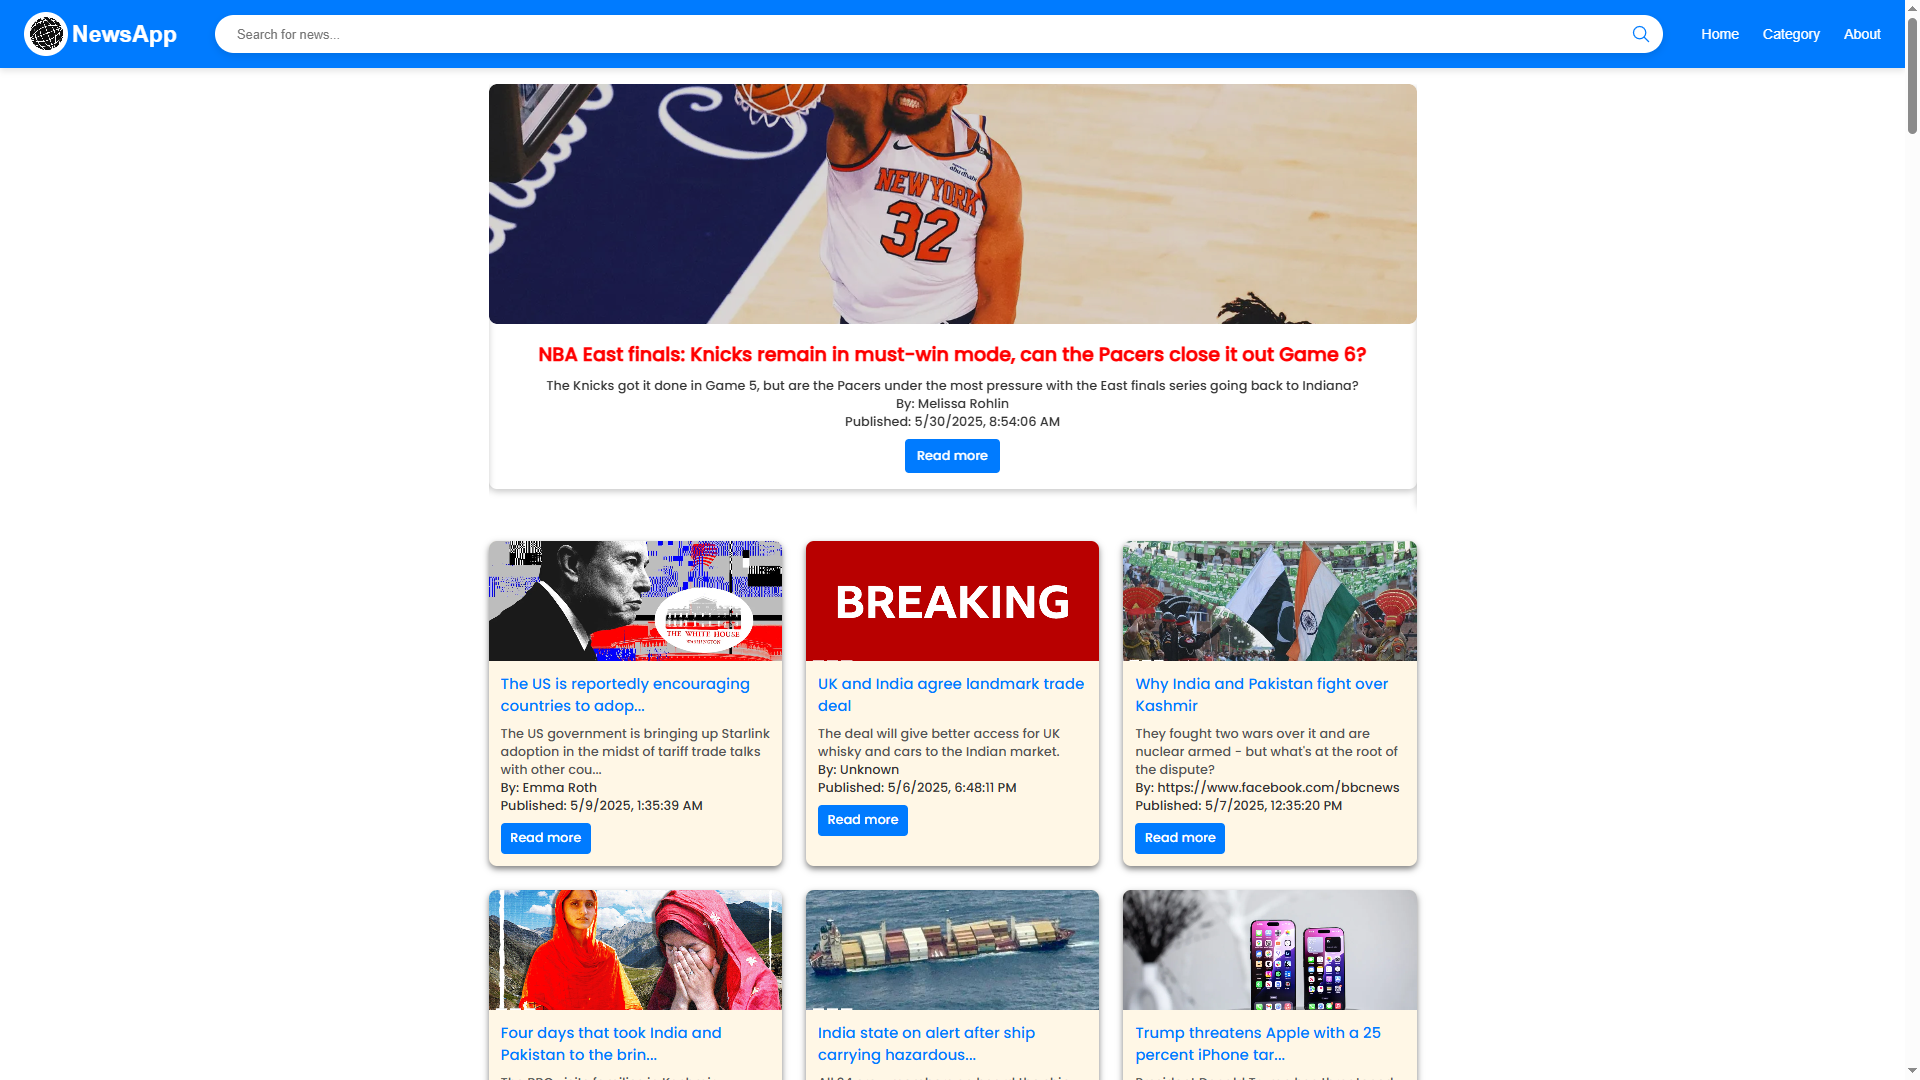 NewsApp
Search for news...
Home
Category
About
NEW YORK
32
NBA East finals: Knicks remain in must-win mode, can the Pacers close it out Game 6?
The Knicks got it done in Game 5, but are the Pacers under the most pressure with the East finals series going back to Indiana?
By: Melissa Rohlin
Published: 5/30/2025, 8:54:06 AM
Read more
THE WHITE HOUSE
WASHINGTON
The US is reportedly encouraging
countries to adop...
The US government is bringing up Starlink
adoption in the midst of tariff trade talks
with other cou...
By: Emma Roth
Published: 5/9/2025, 1:35:39 AM
Read more
BREAKING
UK and India agree landmark trade
deal
The deal will give better access for UK
whisky and cars to the Indian market.
By: Unknown
Published: 5/6/2025, 6:48:11 PM
Read more
Why India and Pakistan fight over
Kashmir
They fought two wars over it and are
nuclear armed - but what's at the root of
the dispute?
By: https://www.facebook.com/bbcnews
Published: 5/7/2025, 12:35:20 PM
Read more
Four days that took India and
Pakistan to the brin...
India state on alert after ship
carrying hazardous...
Trump threatens Apple with a 25
percent iPhone tar...